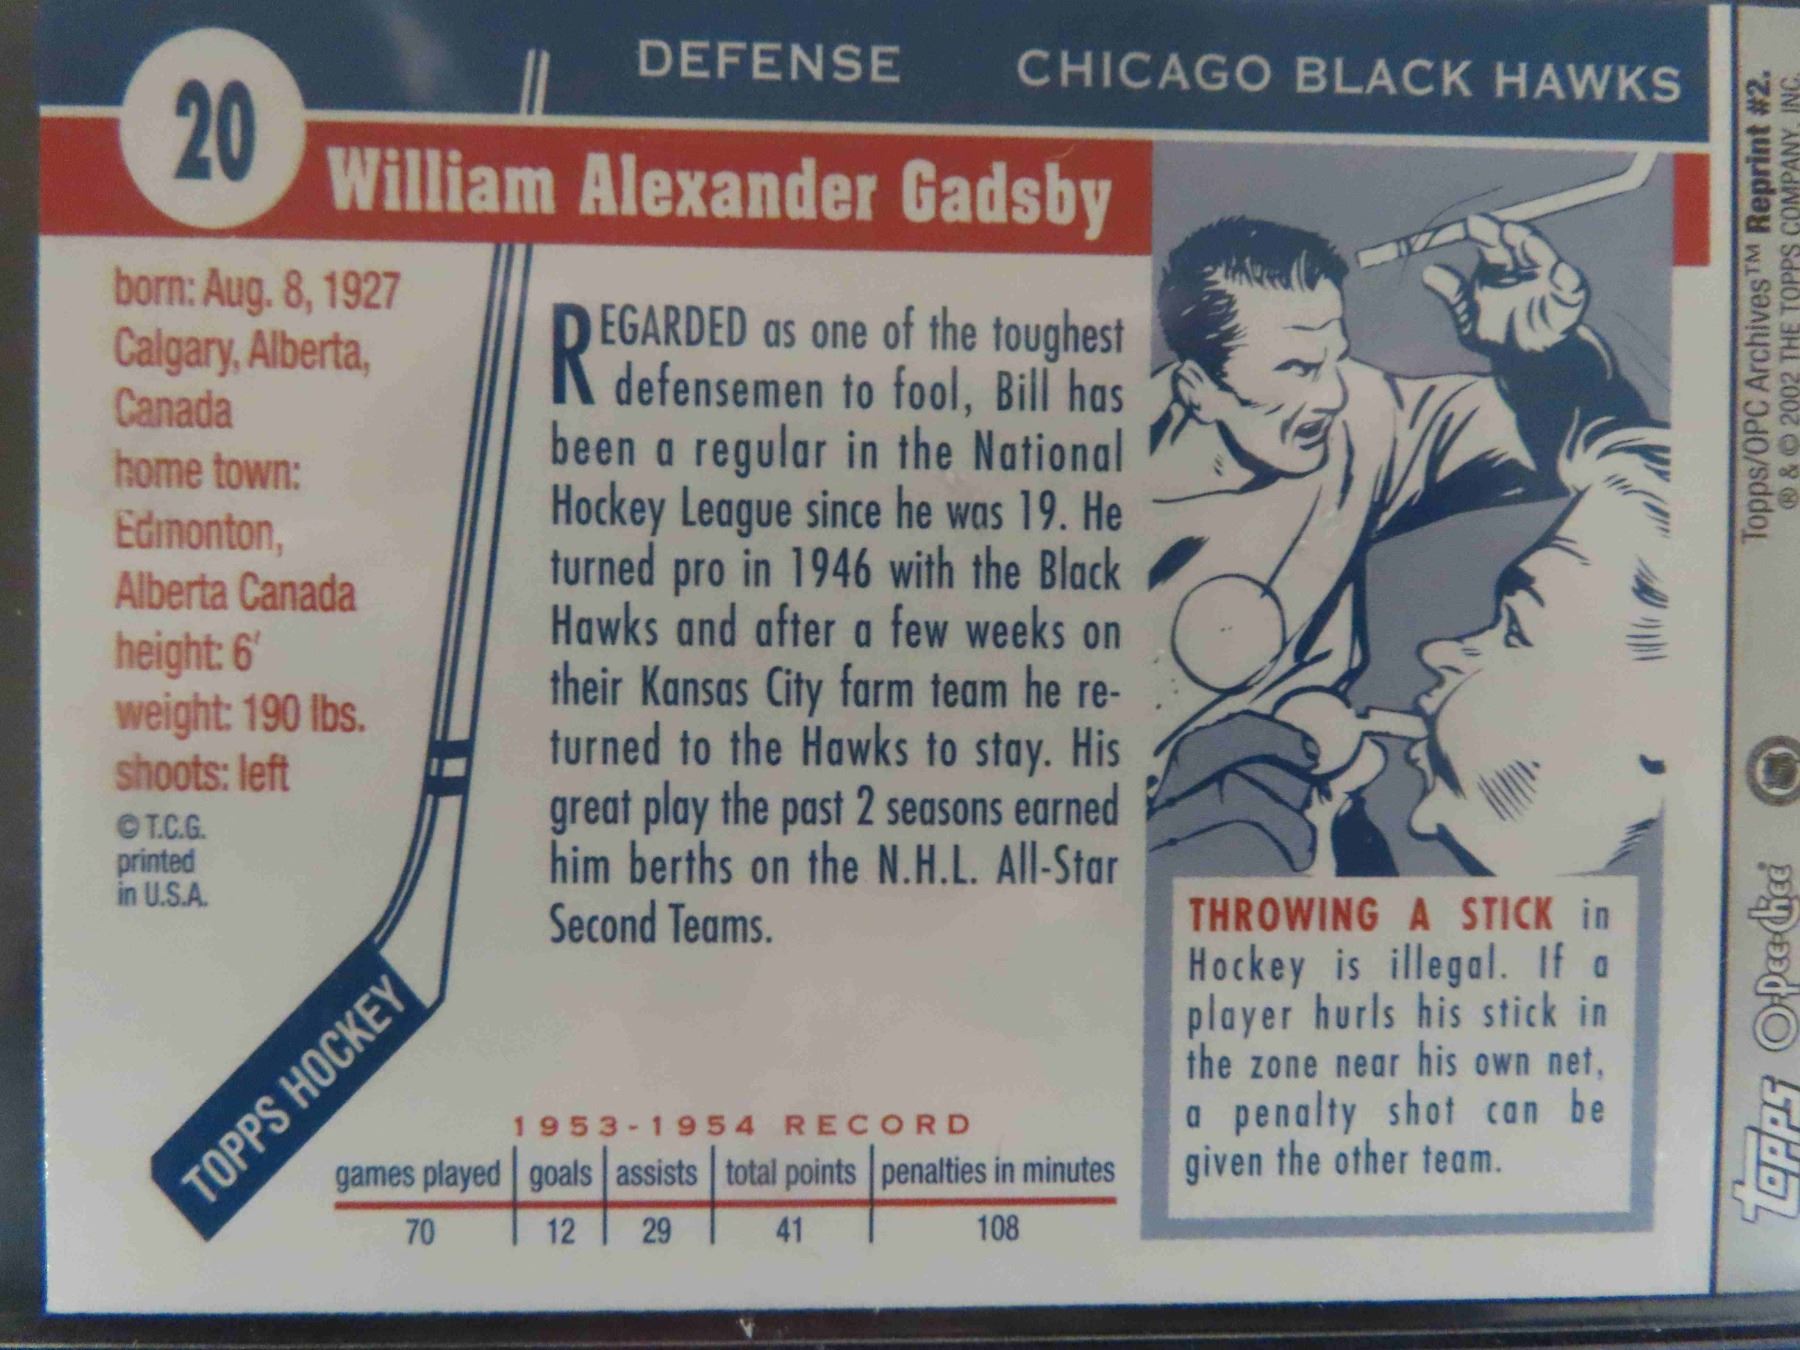 20
DEFENSE
CHICAGO BLACK HAWKS
William Alexander Gadsby
born: Aug. 8, 1927
Calgary, Alberta,
Canada
home town:
Edmonton,
Alberta Canada
height: 6'
weight: 190 lbs.
shoots: left
© T.C.G.
printed
in U.S.A.
TOPPS HOCKEY
REGARDED as one of the toughest
defensemen to fool, Bill has
been a regular in the National
Hockey League since he was 19. He
turned pro in 1946 with the Black
Hawks and after a few weeks on
their Kansas City farm team he re-
turned to the Hawks to stay. His
great play the past 2 seasons earned
him berths on the N.H.L. All-Star
Second Teams.
1953-1954 RECORD
games played goals assists total points penalties in minutes
70 12 29 41 108
THROWING A STICK in
Hockey is illegal. If a
player hurls his stick in
the zone near his own net,
a penalty shot can be
given the other team.
Topps/OPC Archives™ Reprint #2.
® & © 2002 THE TOPPS COMPANY, INC.
O-Pee-Chee
TOPPS